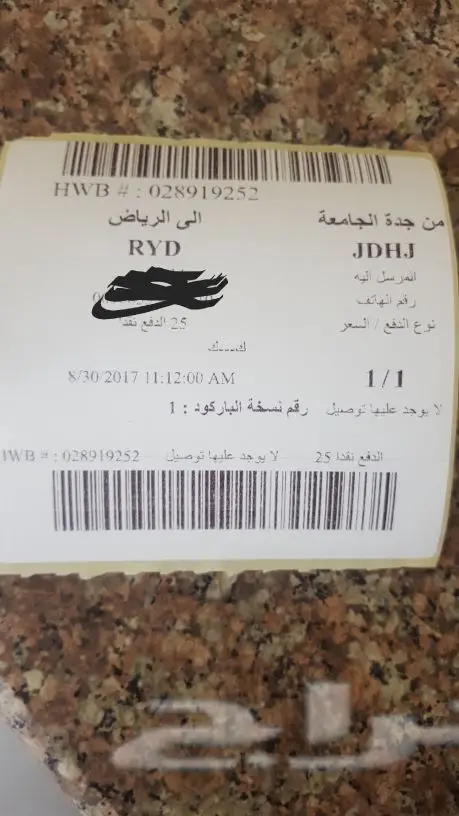 HWB # : 028919252
من جدة الجامعة الى الرياض
JDHJ RYD
المرسل اليه
رقم الهاتف
نوع الدفع / السعر 25 الدفع نقدا
كـــك
1/1 8/30/2017 11:12:00 AM
لا يوجد عليها توصيل رقم نسخة الباركود : 1
الدفع نقدا 25 لا يوجد عليها توصيل HWB # : 028919252
حراج